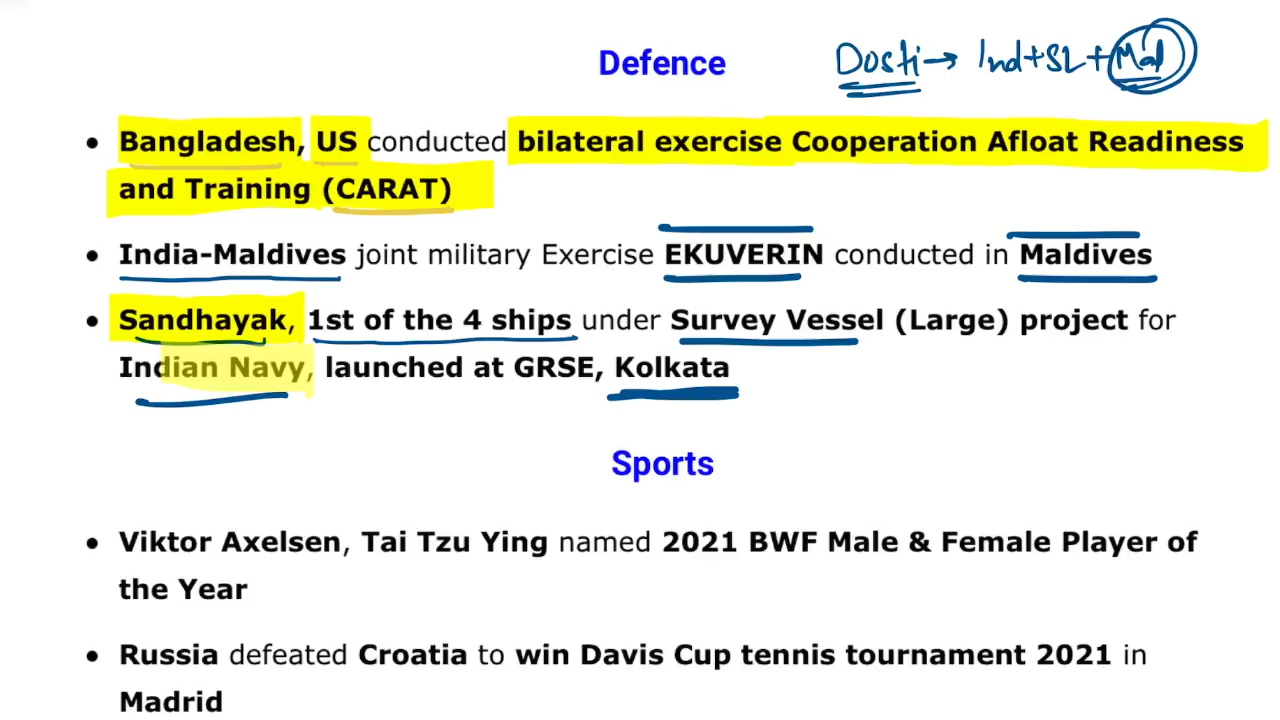 Defence
Dosti → Ind+SL+Mal
• Bangladesh, US conducted bilateral exercise Cooperation Afloat Readiness
and Training (CARAT)
• India-Maldives joint military Exercise EKUVERIN conducted in Maldives
• Sandhayak, 1st of the 4 ships under Survey Vessel (Large) project for
Indian Navy, launched at GRSE, Kolkata
Sports
• Viktor Axelsen, Tai Tzu Ying named 2021 BWF Male & Female Player of
the Year
• Russia defeated Croatia to win Davis Cup tennis tournament 2021 in
Madrid